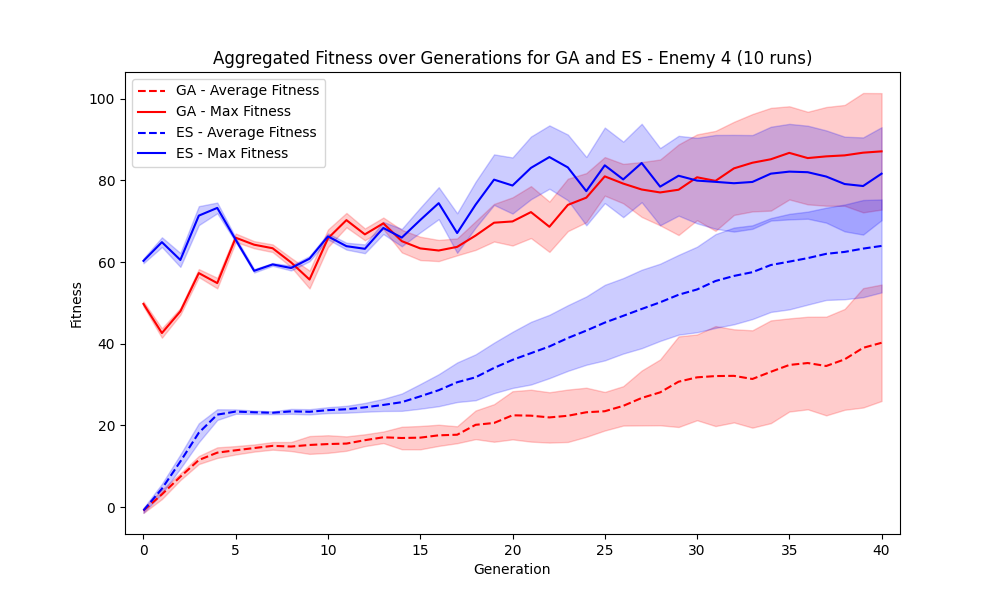 Aggregated Fitness over Generations for GA and ES - Enemy 4 (10 runs)
GA - Average Fitness
GA - Max Fitness
ES - Average Fitness
ES - Max Fitness
100
80
60
40
20
0
Fitness
0 5 10 15 20 25 30 35 40
Generation